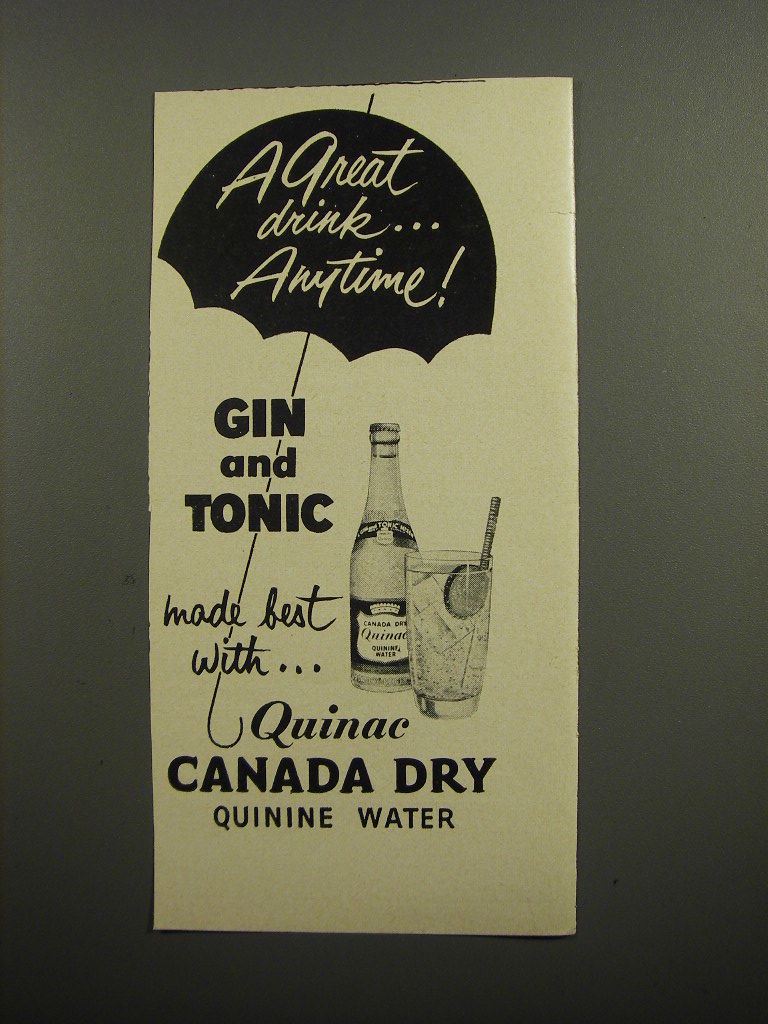 A Great
drink...
Anytime!
GIN
and
TONIC
made best
with...
TONIC
CANADA DRY
Quinac
QUININE
WATER
Quinac
CANADA DRY
QUININE WATER